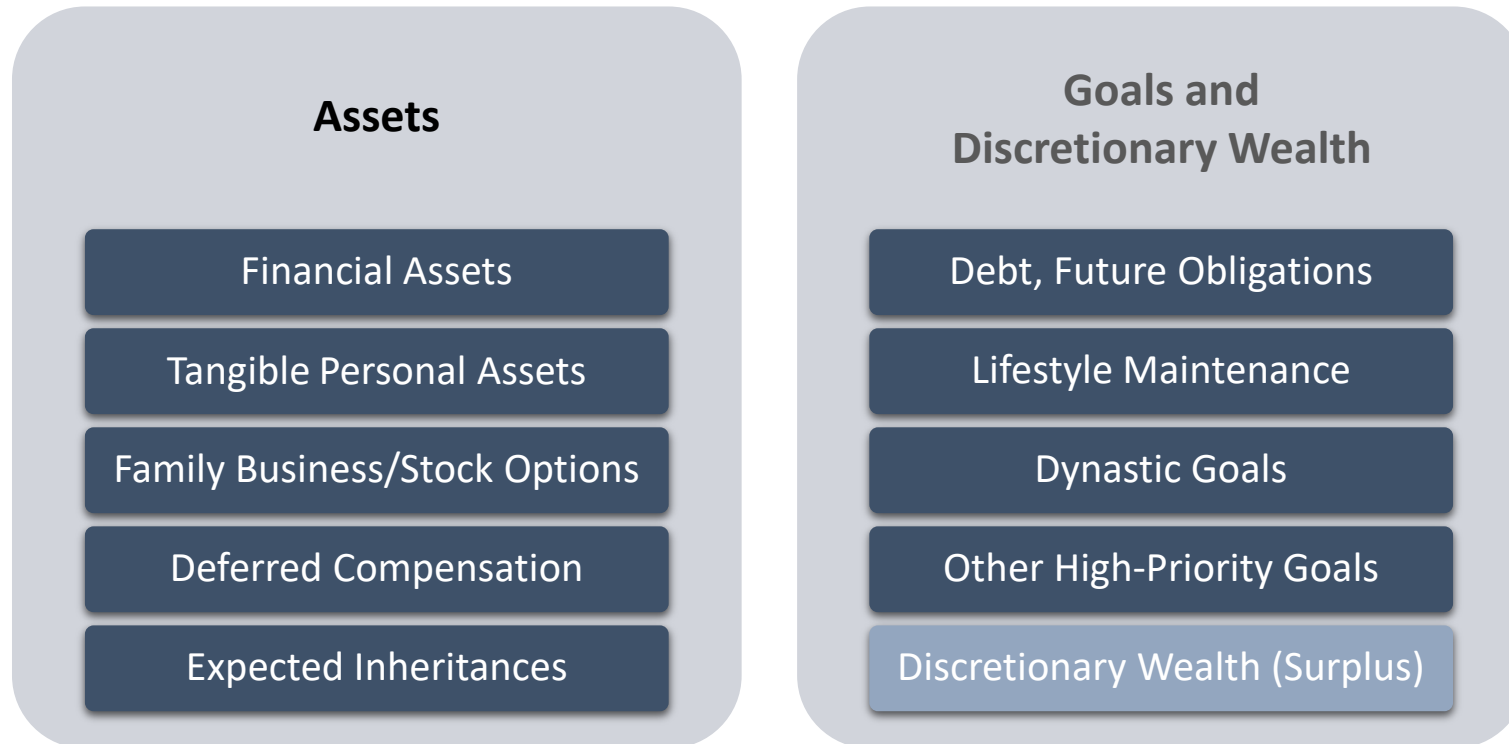 Assets
Financial Assets
Tangible Personal Assets
Family Business/Stock Options
Deferred Compensation
Expected Inheritances
Goals and
Discretionary Wealth
Debt, Future Obligations
Lifestyle Maintenance
Dynastic Goals
Other High-Priority Goals
Discretionary Wealth (Surplus)